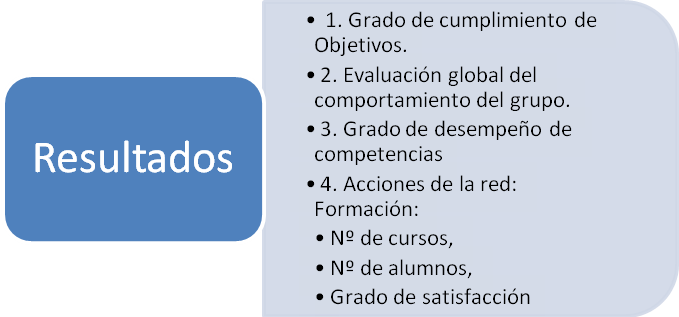 Resultados
• 1. Grado de cumplimiento de
Objetivos.
• 2. Evaluación global del
comportamiento del grupo.
• 3. Grado de desempeño de
competencias
• 4. Acciones de la red:
Formación:
• Nº de cursos,
• Nº de alumnos,
• Grado de satisfacción